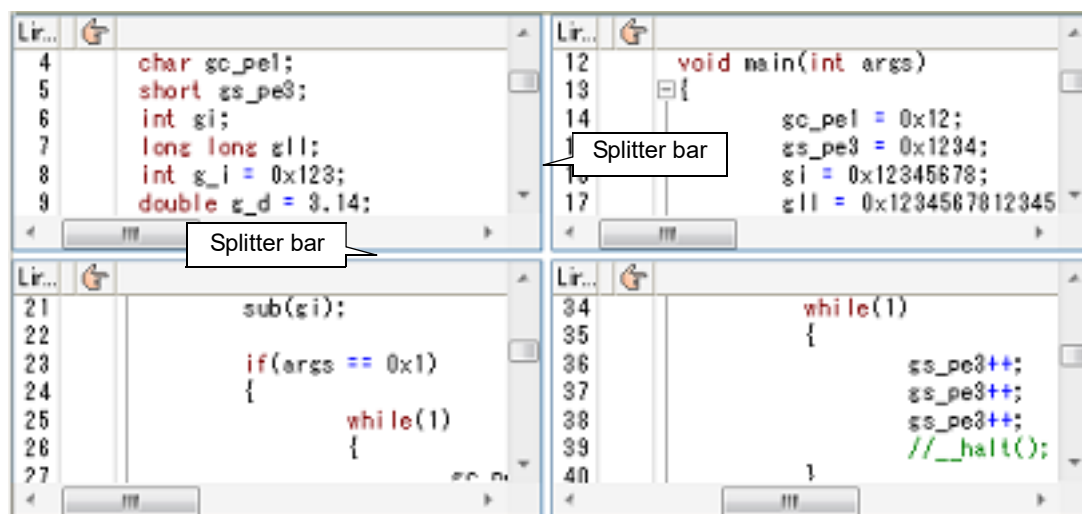 Lir...
4 char gc_pe1;
5 short gs_pe3;
6 int gi;
7 long long gll;
8 int g_i = 0x123;
9 double g_d = 3.14;
Lir...
12 void main(int args)
13 {
14 gc_pe1 = 0x12;
gs_pe3 = 0x1234;
gi = 0x12345678;
17 gll = 0x1234567812345
Splitter bar
Splitter bar
Lir...
21 sub(gi);
22
23 if(args == 0x1)
24 {
25 while(1)
26 {
27
Lir...
34 while(1)
35 {
36 gs_pe3++;
37 gs_pe3++;
38 gs_pe3++;
39 //__halt();
40 }